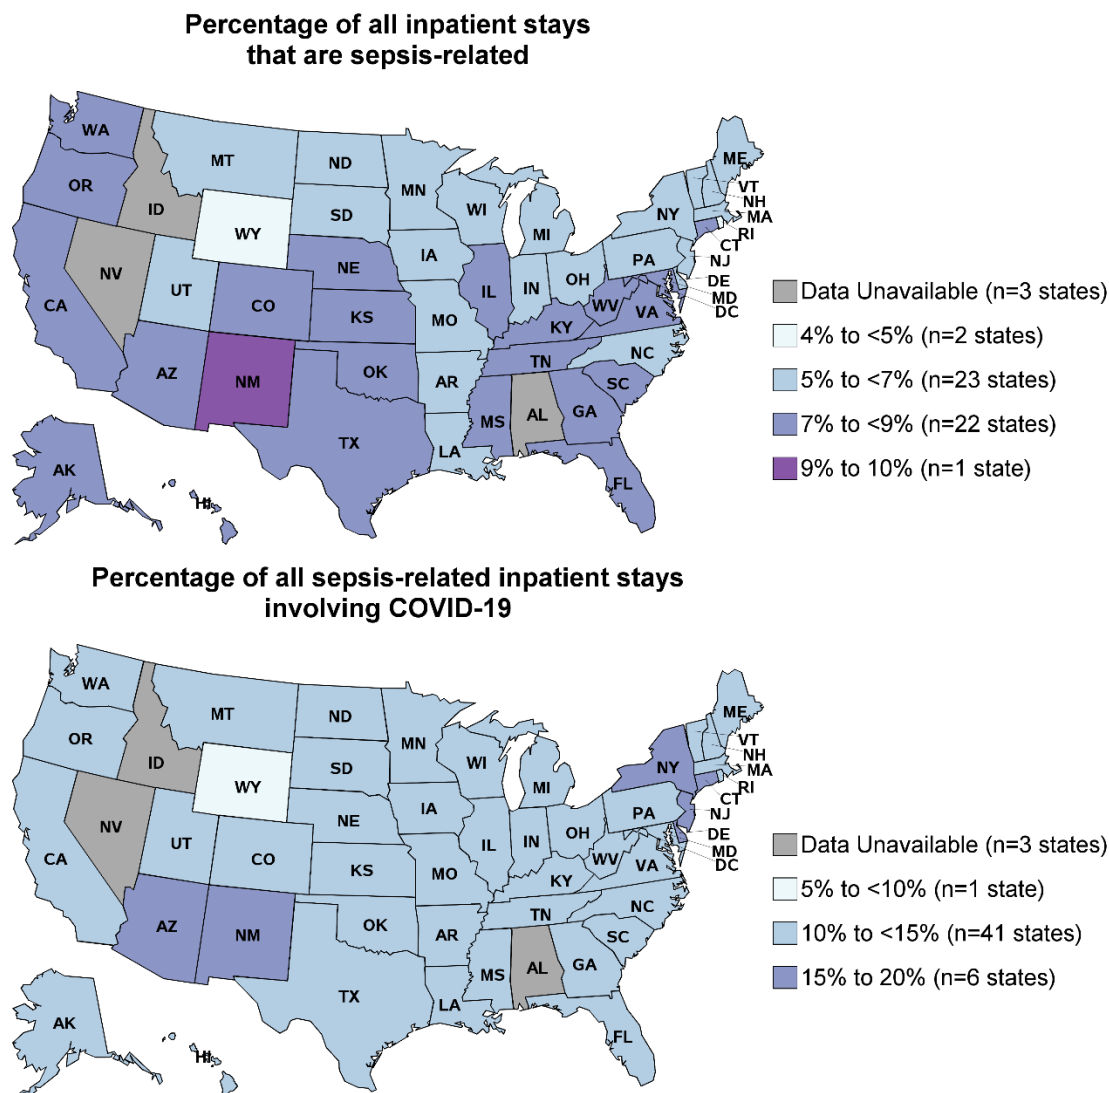 Percentage of all inpatient stays
that are sepsis-related
WA
MT
ND
ME
OR
MN
VT
NH
ID
SD
WI
NY
MA
WY
MI
RI
CT
IA
PA
NJ
NV
NE
OH
DE
UT
IL
IN
MD
CA
CO
WV
VA
DC
KS
MO
KY
NC
TN
AZ
NM
OK
AR
SC
MS
AL
GA
TX
LA
AK
FL
HI
Data Unavailable (n=3 states)
4% to <5% (n=2 states)
5% to <7% (n=23 states)
7% to <9% (n=22 states)
9% to 10% (n=1 state)
Percentage of all sepsis-related inpatient stays
involving COVID-19
WA
MT
ND
ME
OR
MN
VT
NH
ID
SD
WI
NY
MA
WY
MI
RI
CT
IA
PA
NJ
NV
NE
OH
DE
UT
IL
IN
MD
CA
CO
WV
VA
DC
KS
MO
KY
NC
TN
AZ
NM
OK
AR
SC
MS
AL
GA
TX
LA
AK
FL
HI
Data Unavailable (n=3 states)
5% to <10% (n=1 state)
10% to <15% (n=41 states)
15% to 20% (n=6 states)